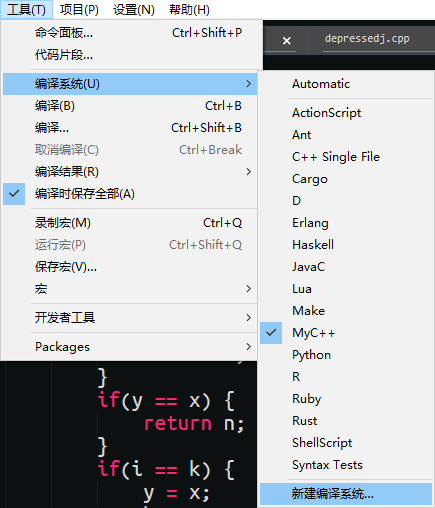 工具(T) 项目(P) 设置(N) 帮助(H)
命令面板... Ctrl+Shift+P
代码片段...
编译系统(U)
编译(B) Ctrl+B
编译... Ctrl+Shift+B
取消编译(C) Ctrl+Break
编译结果(R)
编译时保存全部(A)
录制宏(M) Ctrl+Q
运行宏(P) Ctrl+Shift+Q
保存宏(V)...
宏
开发者工具
Packages
depressedj.cpp
Automatic
ActionScript
Ant
C++ Single File
Cargo
D
Erlang
Haskell
JavaC
Lua
Make
MyC++
Python
R
Ruby
Rust
ShellScript
Syntax Tests
新建编译系统...
}
if(y == x) {
return n;
}
if(i == k) {
y = x;